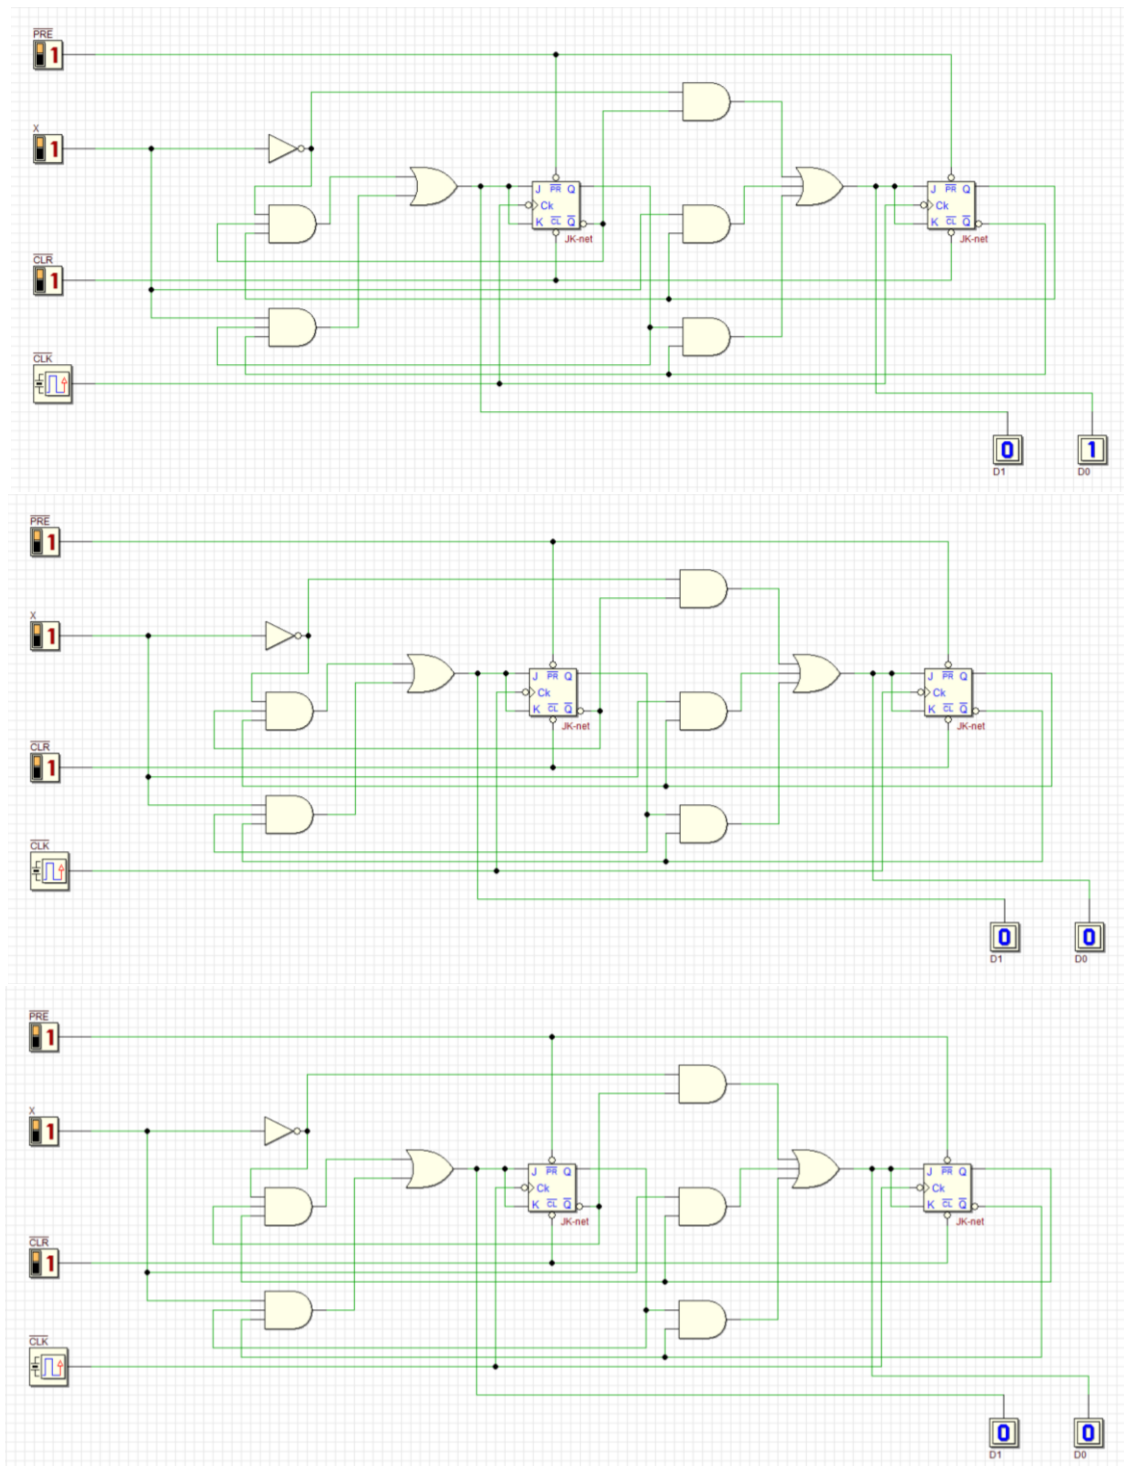 PRE
1
X
1
J PR Q
Ck
K CL Q
JK-net
J PR Q
Ck
K CL Q
JK-net
CLR
1
CLK
0
D1
1
D0
PRE
1
X
1
J PR Q
Ck
K CL Q
JK-net
J PR Q
Ck
K CL Q
JK-net
CLR
1
CLK
0
D1
0
D0
PRE
1
X
1
J PR Q
Ck
K CL Q
JK-net
J PR Q
Ck
K CL Q
JK-net
CLR
1
CLK
0
D1
0
D0